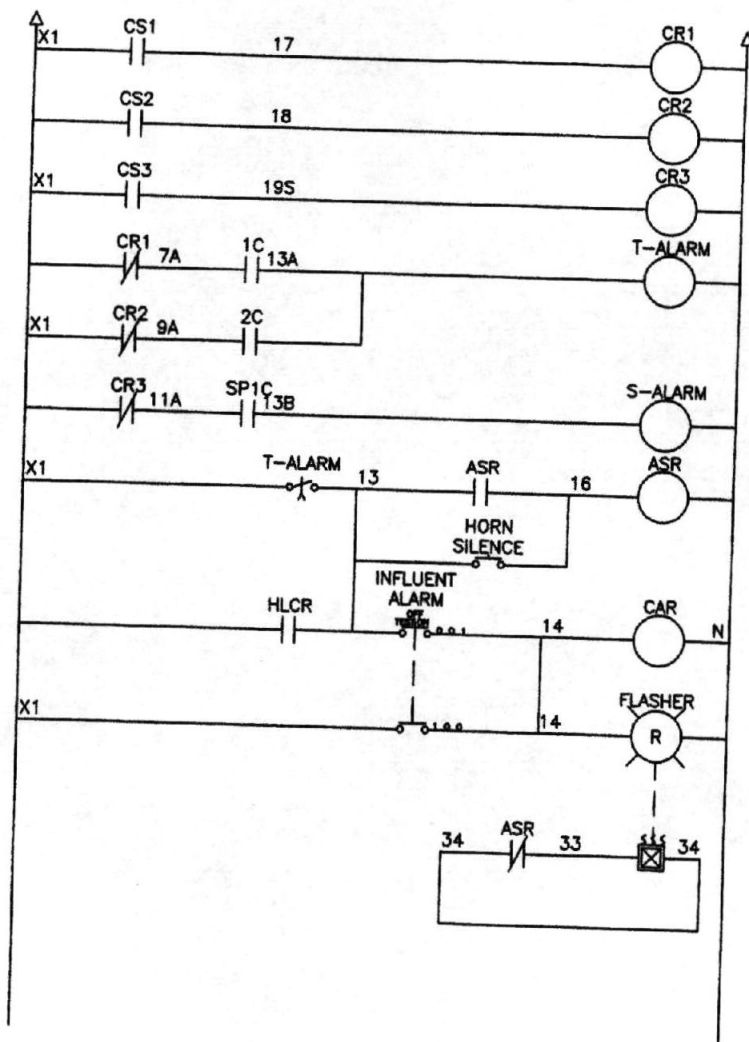 X1 CS1 17 CR1
CS2 18 CR2
X1 CS3 19S CR3
CR1 7A 1C 13A T-ALARM
X1 CR2 9A 2C
CR3 11A SP1C 13B S-ALARM
X1 T-ALARM 13 ASR 16 ASR
HORN
SILENCE
INFLUENT
ALARM
OFF
HLCR 14 CAR N
X1 14 FLASHER
R
34 ASR 33 34